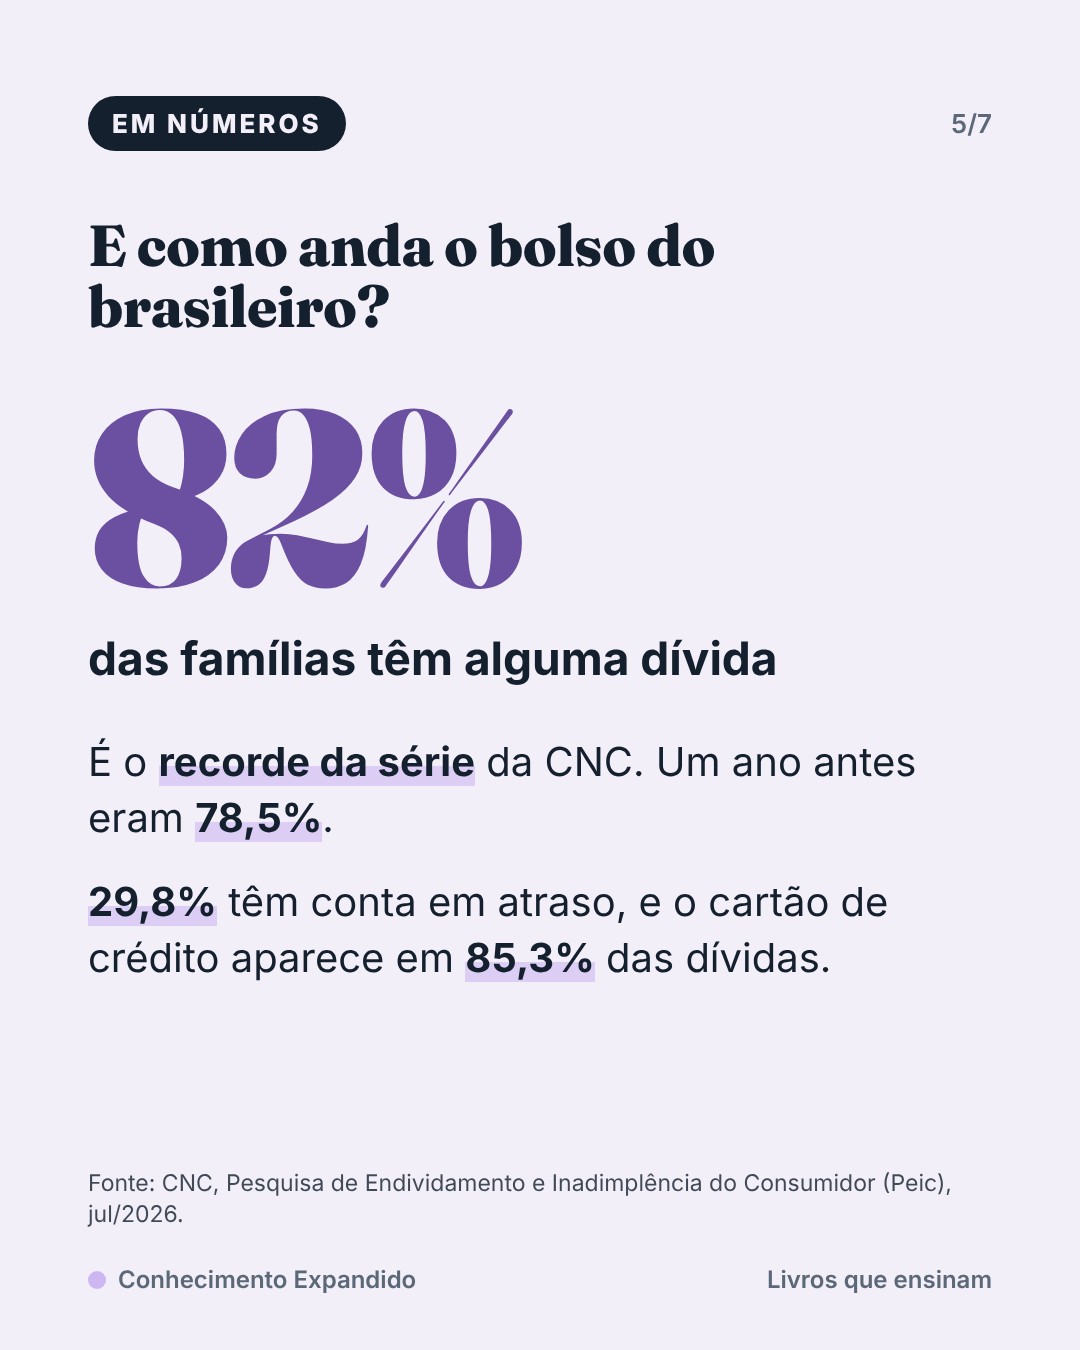 EM NÚMEROS
5/7
E como anda o bolso do
brasileiro?
82%
das famílias têm alguma dívida
É o recorde da série da CNC. Um ano antes
eram 78,5%.
29,8% têm conta em atraso, e o cartão de
crédito aparece em 85,3% das dívidas.
Fonte: CNC, Pesquisa de Endividamento e Inadimplência do Consumidor (Peic),
jul/2026.
Conhecimento Expandido
Livros que ensinam